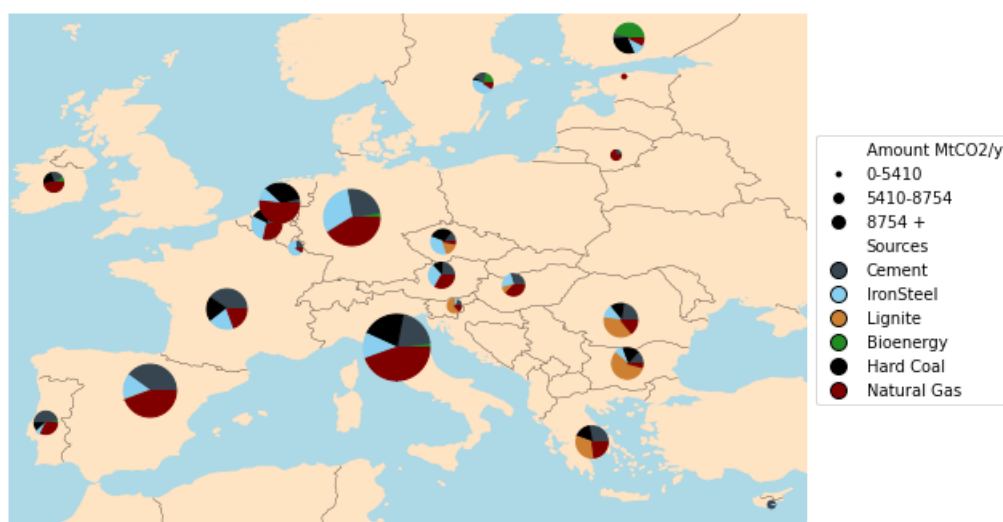 Amount MtCO2/y
0-5410
5410-8754
8754 +
Sources
Cement
IronSteel
Lignite
Bioenergy
Hard Coal
Natural Gas